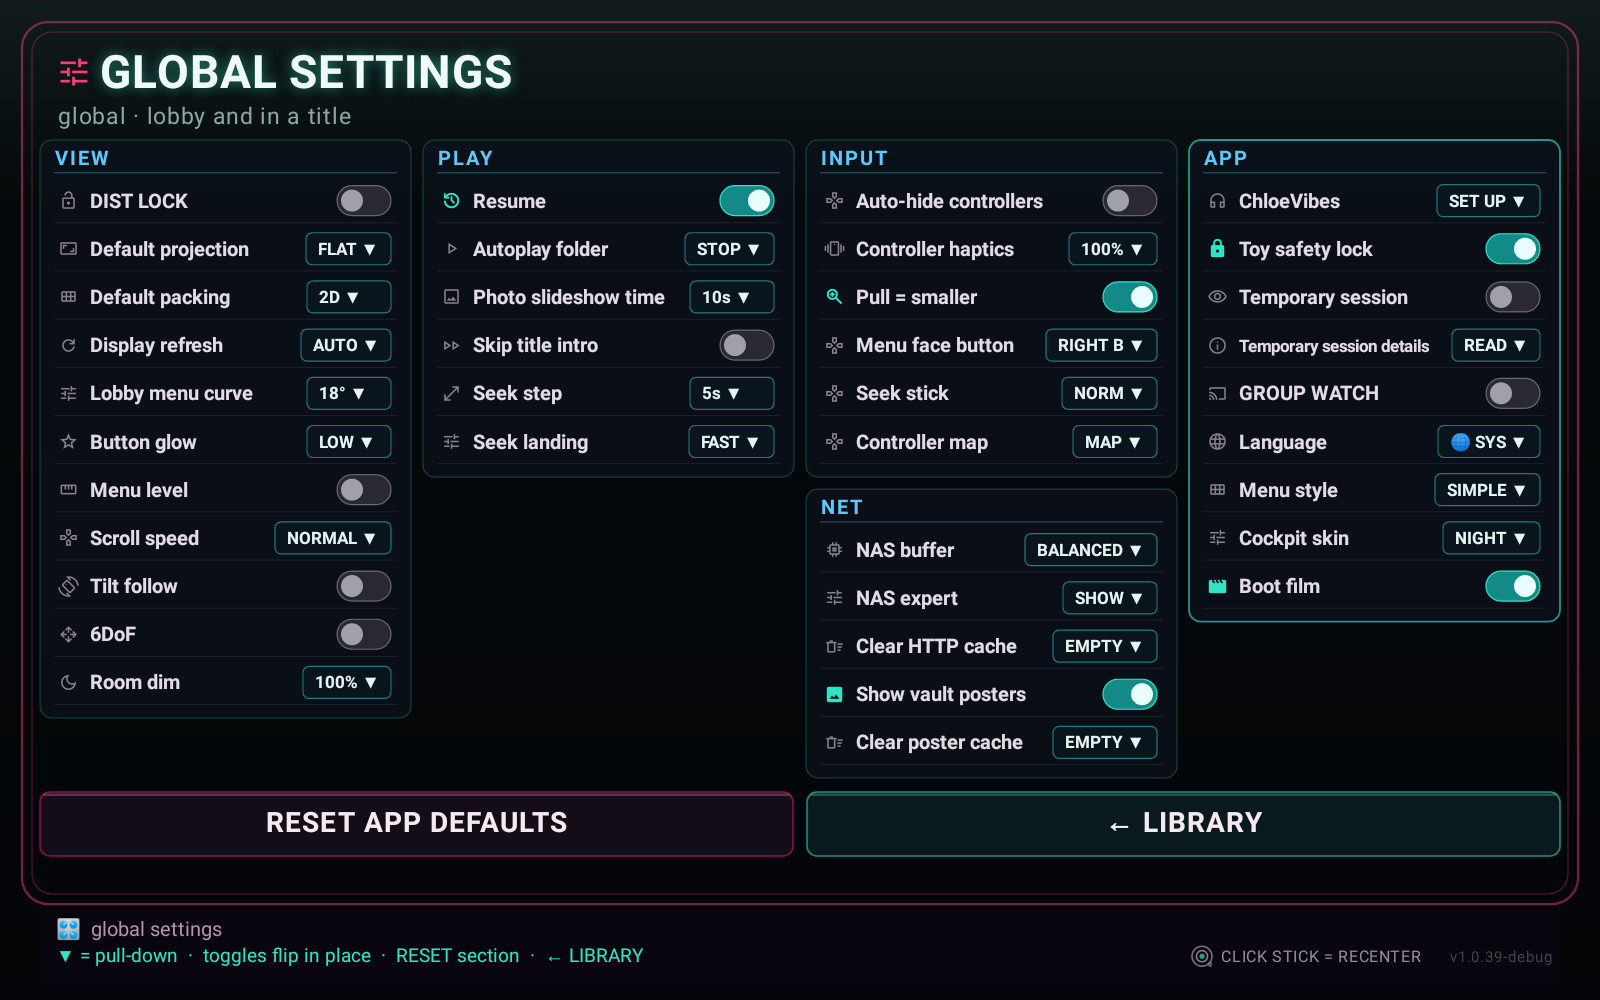 GLOBAL SETTINGS
global · lobby and in a title
VIEW
DIST LOCK
Default projection FLAT ▼
Default packing 2D ▼
Display refresh AUTO ▼
Lobby menu curve 18° ▼
Button glow LOW ▼
Menu level
Scroll speed NORMAL ▼
Tilt follow
6DoF
Room dim 100% ▼
PLAY
Resume
Autoplay folder STOP ▼
Photo slideshow time 10s ▼
Skip title intro
Seek step 5s ▼
Seek landing FAST ▼
INPUT
Auto-hide controllers
Controller haptics 100% ▼
Pull = smaller
Menu face button RIGHT B ▼
Seek stick NORM ▼
Controller map MAP ▼
NET
NAS buffer BALANCED ▼
NAS expert SHOW ▼
Clear HTTP cache EMPTY ▼
Show vault posters
Clear poster cache EMPTY ▼
APP
ChloeVibes SET UP ▼
Toy safety lock
Temporary session
Temporary session details READ ▼
GROUP WATCH
Language 🌐 SYS ▼
Menu style SIMPLE ▼
Cockpit skin NIGHT ▼
Boot film
RESET APP DEFAULTS
← LIBRARY
global settings
▼ = pull-down · toggles flip in place · RESET section · ← LIBRARY
CLICK STICK = RECENTER v1.0.39-debug